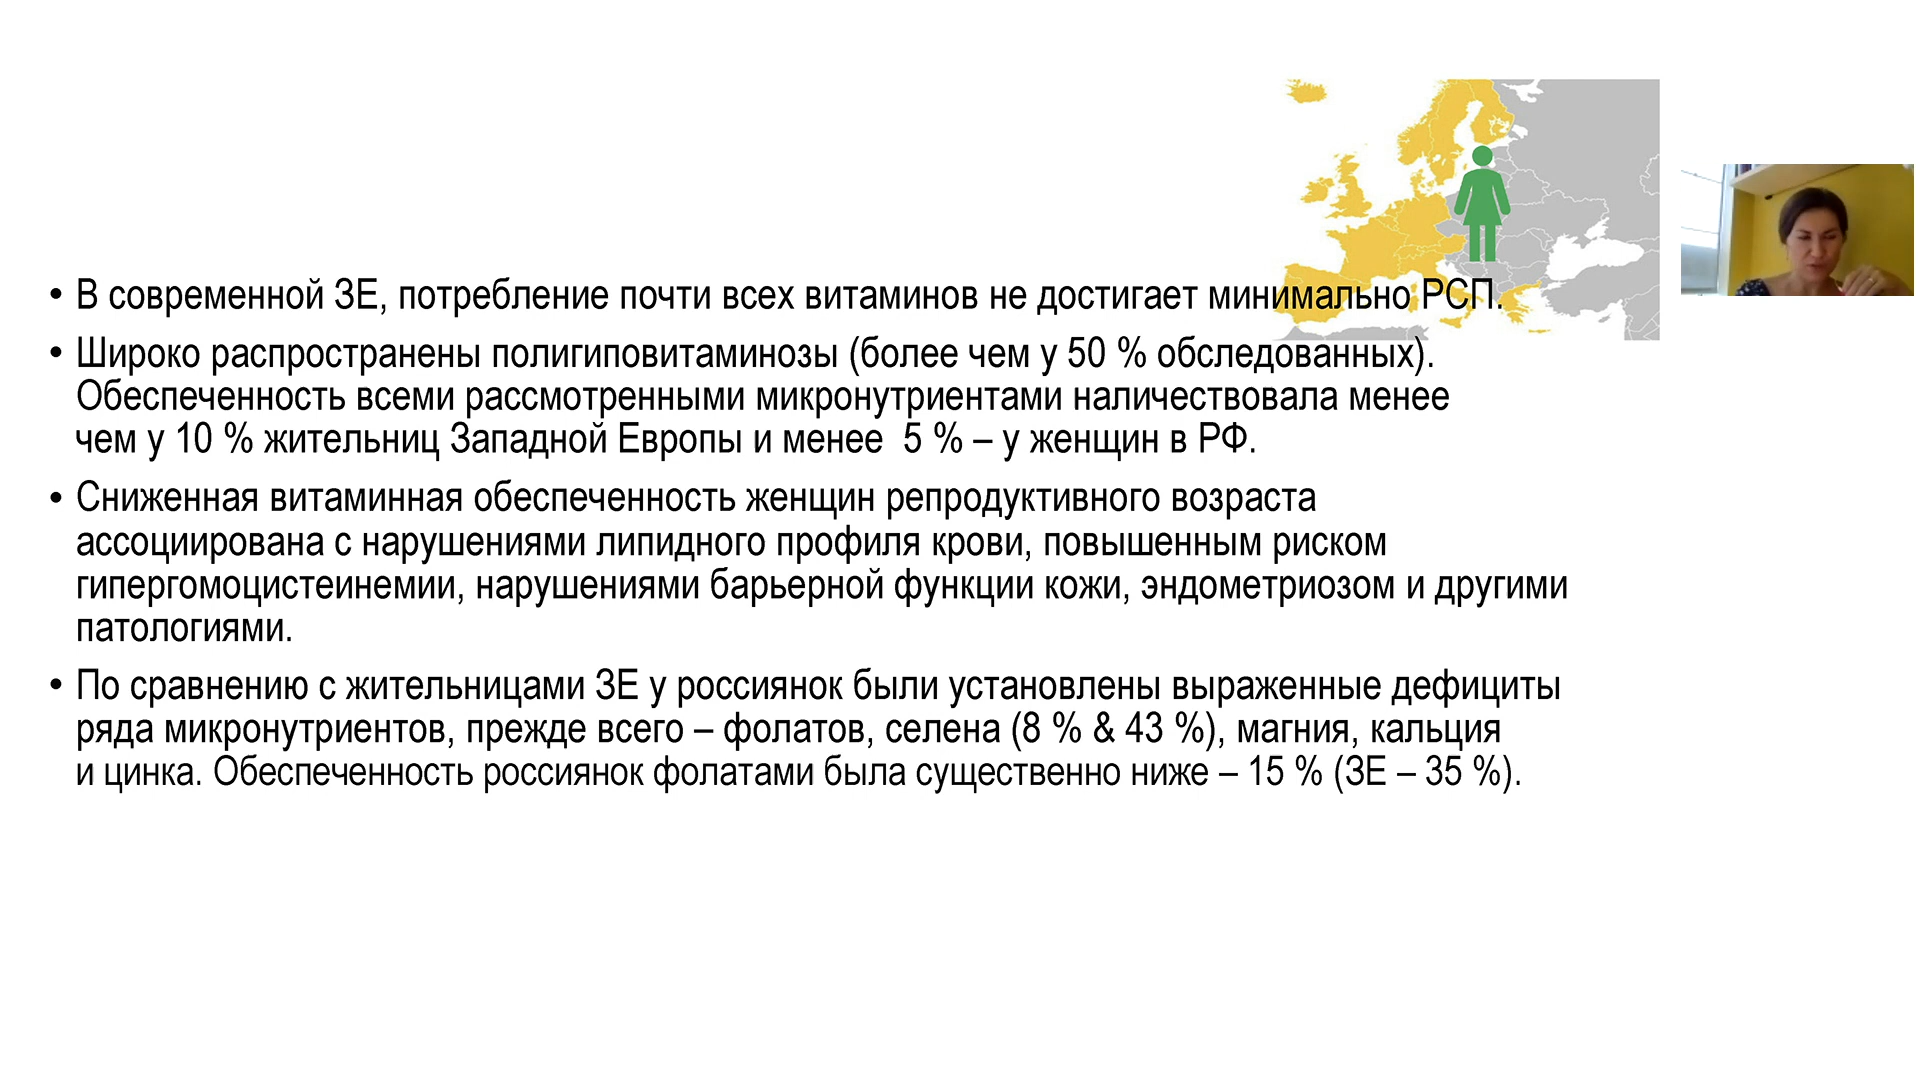 • В современной ЗЕ, потребление почти всех витаминов не достигает минимально РСП.
• Широко распространены полигиповитаминозы (более чем у 50 % обследованных).
Обеспеченность всеми рассмотренными микронутриентами наличествовала менее
чем у 10 % жительниц Западной Европы и менее  5 % – у женщин в РФ.
• Сниженная витаминная обеспеченность женщин репродуктивного возраста
ассоциирована с нарушениями липидного профиля крови, повышенным риском
гипергомоцистеинемии, нарушениями барьерной функции кожи, эндометриозом и другими
патологиями.
• По сравнению с жительницами ЗЕ у россиянок были установлены выраженные дефициты
ряда микронутриентов, прежде всего – фолатов, селена (8 % & 43 %), магния, кальция
и цинка. Обеспеченность россиянок фолатами была существенно ниже – 15 % (ЗЕ – 35 %).